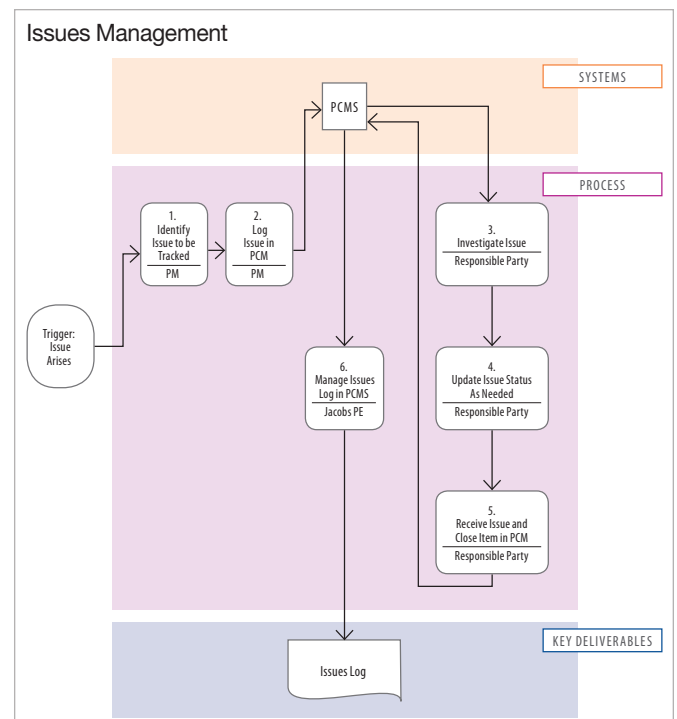 Issues Management
SYSTEMS
PCMS
PROCESS
1.
Identify
Issue to be
Tracked
PM
2.
Log
Issue in
PCM
PM
3.
Investigate Issue
Responsible Party
Trigger:
Issue
Arises
6.
Manage Issues
Log in PCMS
Jacobs PE
4.
Update Issue Status
As Needed
Responsible Party
5.
Receive Issue and
Close Item in PCM
Responsible Party
KEY DELIVERABLES
Issues Log